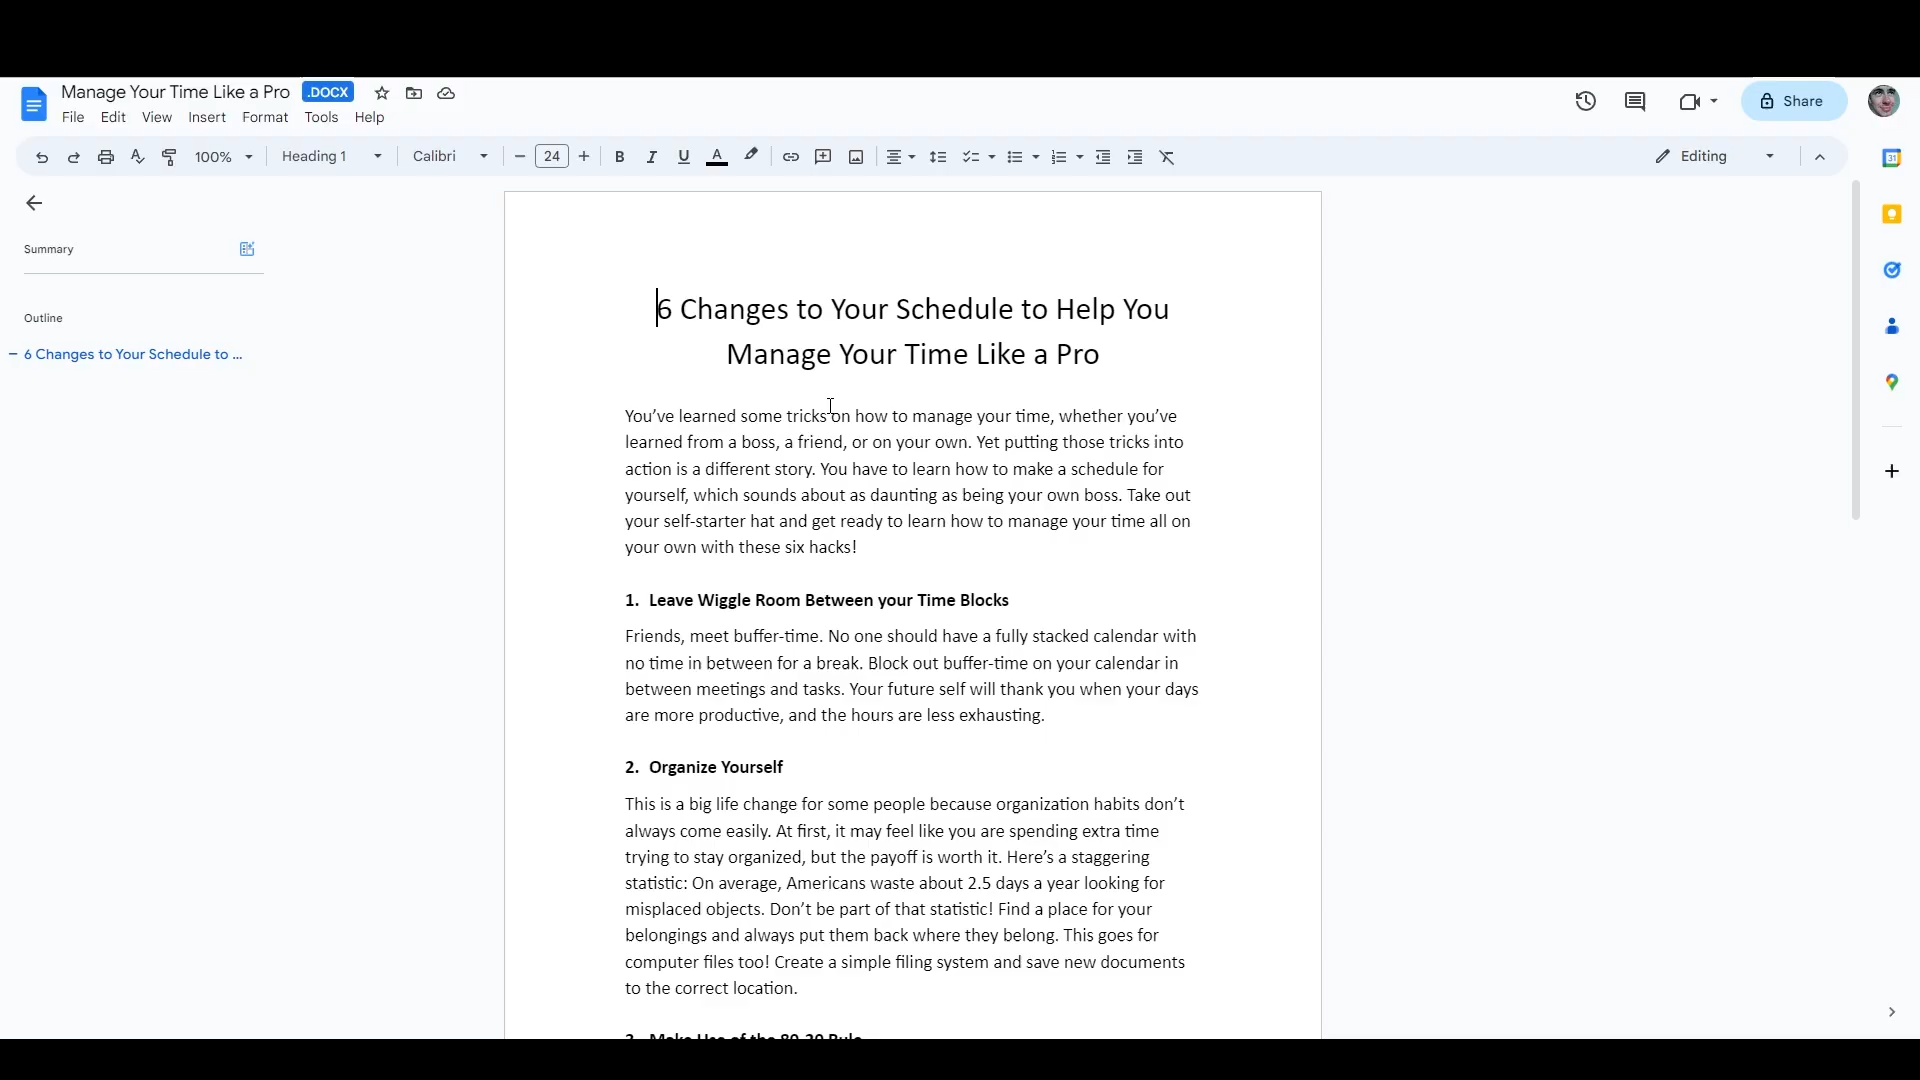 Manage Your Time Like a Pro .DOCX
File Edit View Insert Format Tools Help
Share
100% Heading 1 Calibri 24 Editing
31
Summary
Outline
6 Changes to Your Schedule to ...
6 Changes to Your Schedule to Help You
Manage Your Time Like a Pro
You’ve learned some tricks on how to manage your time, whether you’ve
learned from a boss, a friend, or on your own. Yet putting those tricks into
action is a different story. You have to learn how to make a schedule for
yourself, which sounds about as daunting as being your own boss. Take out
your self-starter hat and get ready to learn how to manage your time all on
your own with these six hacks!
1. Leave Wiggle Room Between your Time Blocks
Friends, meet buffer-time. No one should have a fully stacked calendar with
no time in between for a break. Block out buffer-time on your calendar in
between meetings and tasks. Your future self will thank you when your days
are more productive, and the hours are less exhausting.
2. Organize Yourself
This is a big life change for some people because organization habits don’t
always come easily. At first, it may feel like you are spending extra time
trying to stay organized, but the payoff is worth it. Here’s a staggering
statistic: On average, Americans waste about 2.5 days a year looking for
misplaced objects. Don’t be part of that statistic! Find a place for your
belongings and always put them back where they belong. This goes for
computer files too! Create a simple filing system and save new documents
to the correct location.
3. Make Use of the 80-20 Rule